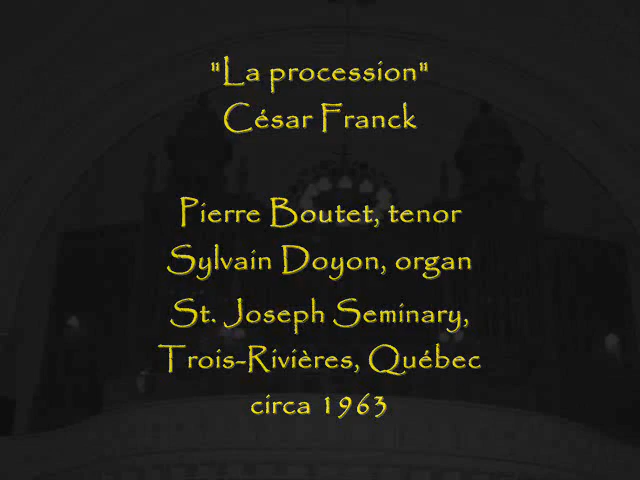 "La procession"
César Franck
Pierre Boutet, tenor
Sylvain Doyon, organ
St. Joseph Seminary,
Trois-Rivières, Québec
circa 1963